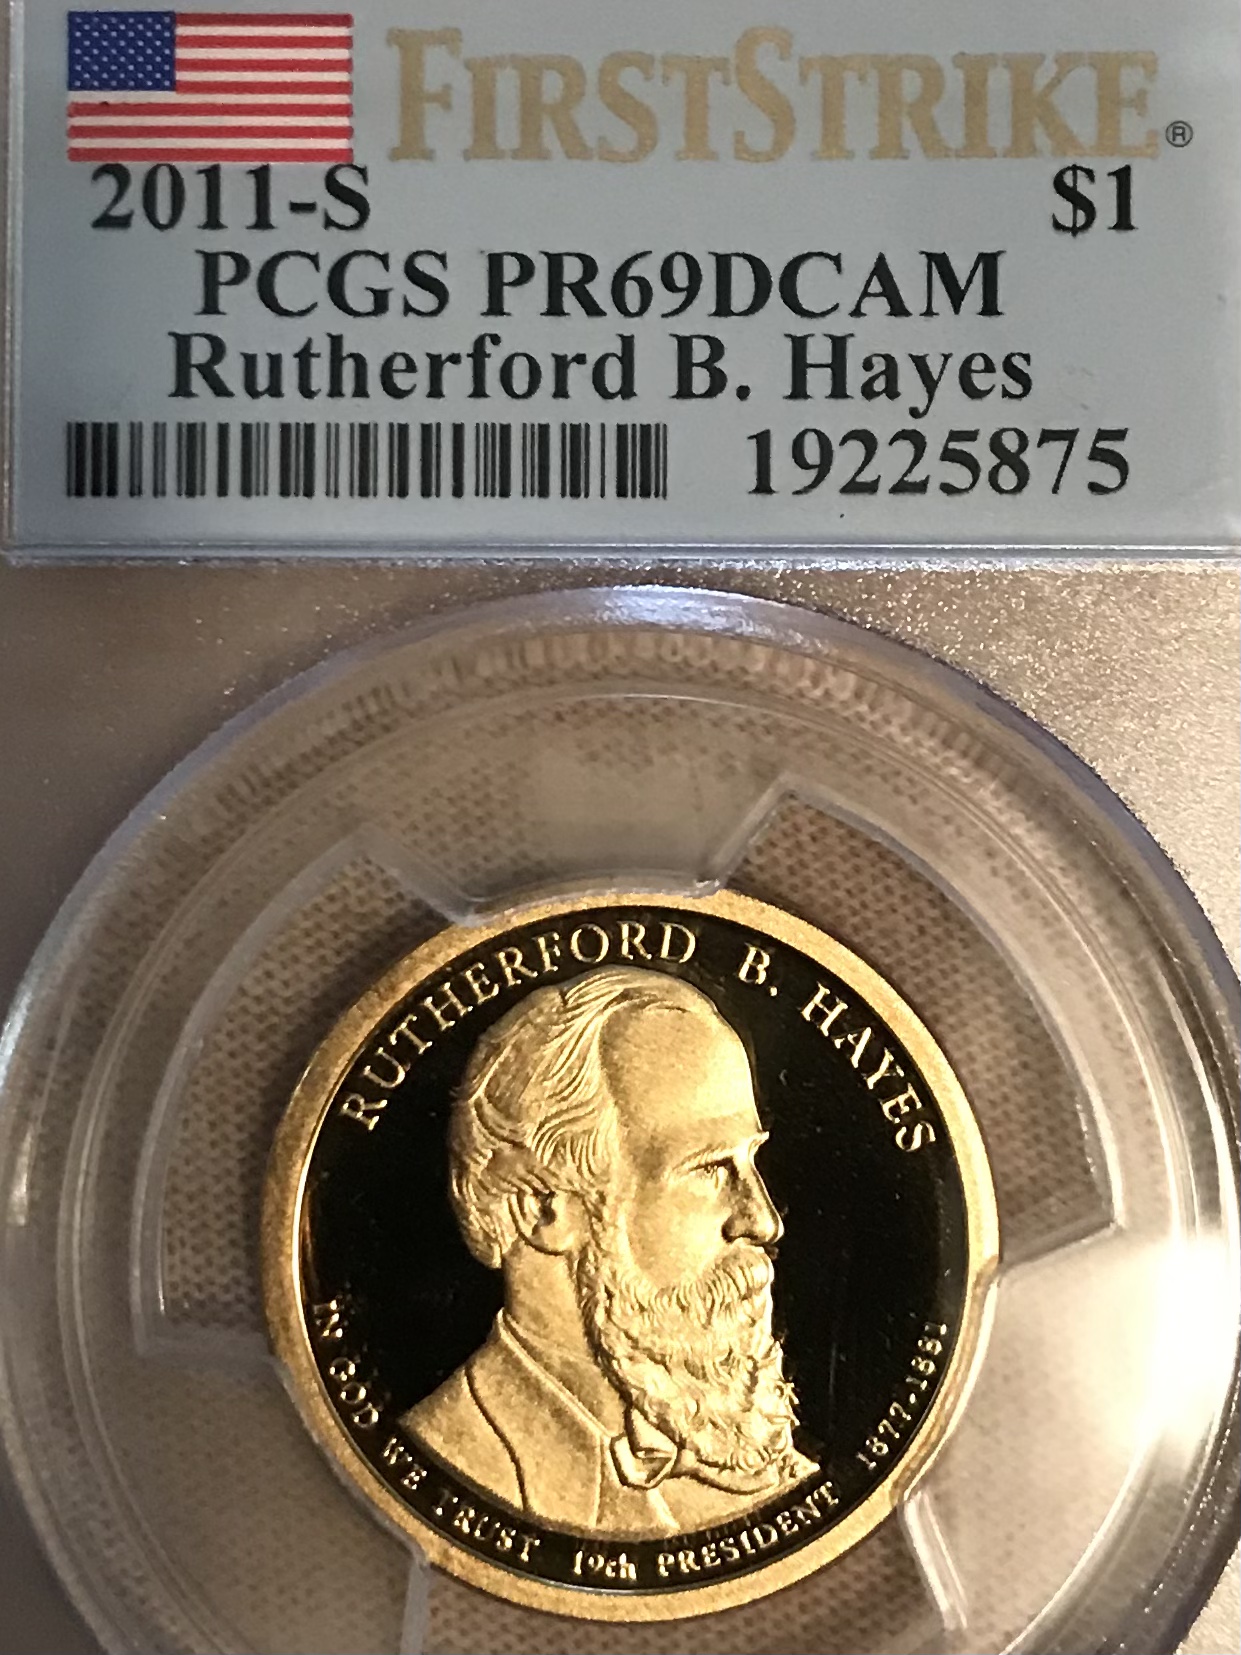 FIRSTSTRIKE®
2011-S $1
PCGS PR69DCAM
Rutherford B. Hayes
19225875
RUTHERFORD B. HAYES
IN GOD WE TRUST 19th PRESIDENT 1877-1881